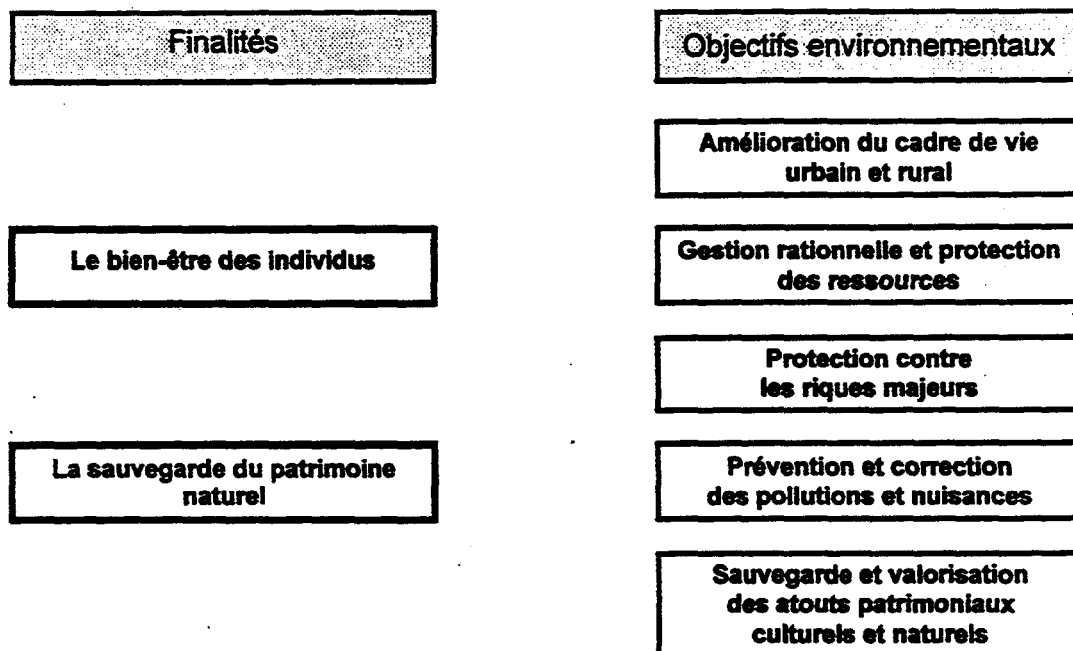 Finalités
Objectifs environnementaux
Amélioration du cadre de vie
urbain et rural
Le bien-être des individus
Gestion rationnelle et protection
des ressources
Protection contre
les riques majeurs
La sauvegarde du patrimoine
naturel
Prévention et correction
des pollutions et nuisances
Sauvegarde et valorisation
des atouts patrimoniaux
culturels et naturels